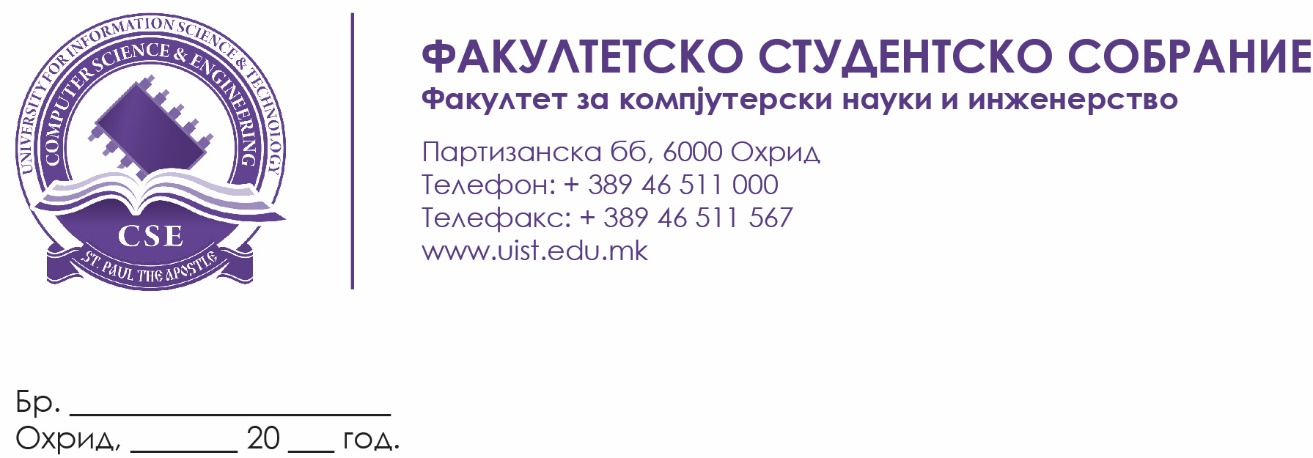 UNIVERSITY FOR INFORMATION SCIENCE & TECHNOLOGY
COMPUTER SCIENCE & ENGINEERING
CSE
ST. PAUL THE APOSTLE
ФАКУЛТЕТСКО СТУДЕНТСКО СОБРАНИЕ
Факултет за компјутерски науки и инженерство
Партизанска бб, 6000 Охрид
Телефон: + 389 46 511 000
Телефакс: + 389 46 511 567
www.uist.edu.mk
Бр. ____________________
Охрид, _______ 20 ___ год.